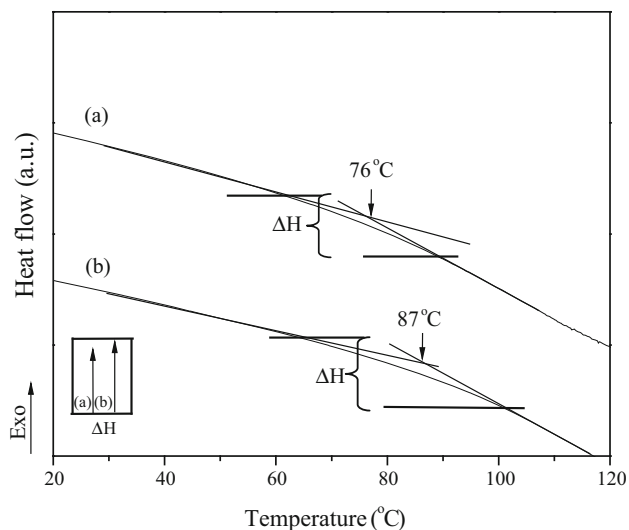 (a)
76°C
ΔH
(b)
87°C
ΔH
(a) (b)
ΔH
Heat flow (a.u.)
Exo
20 40 60 80 100 120
Temperature (°C)